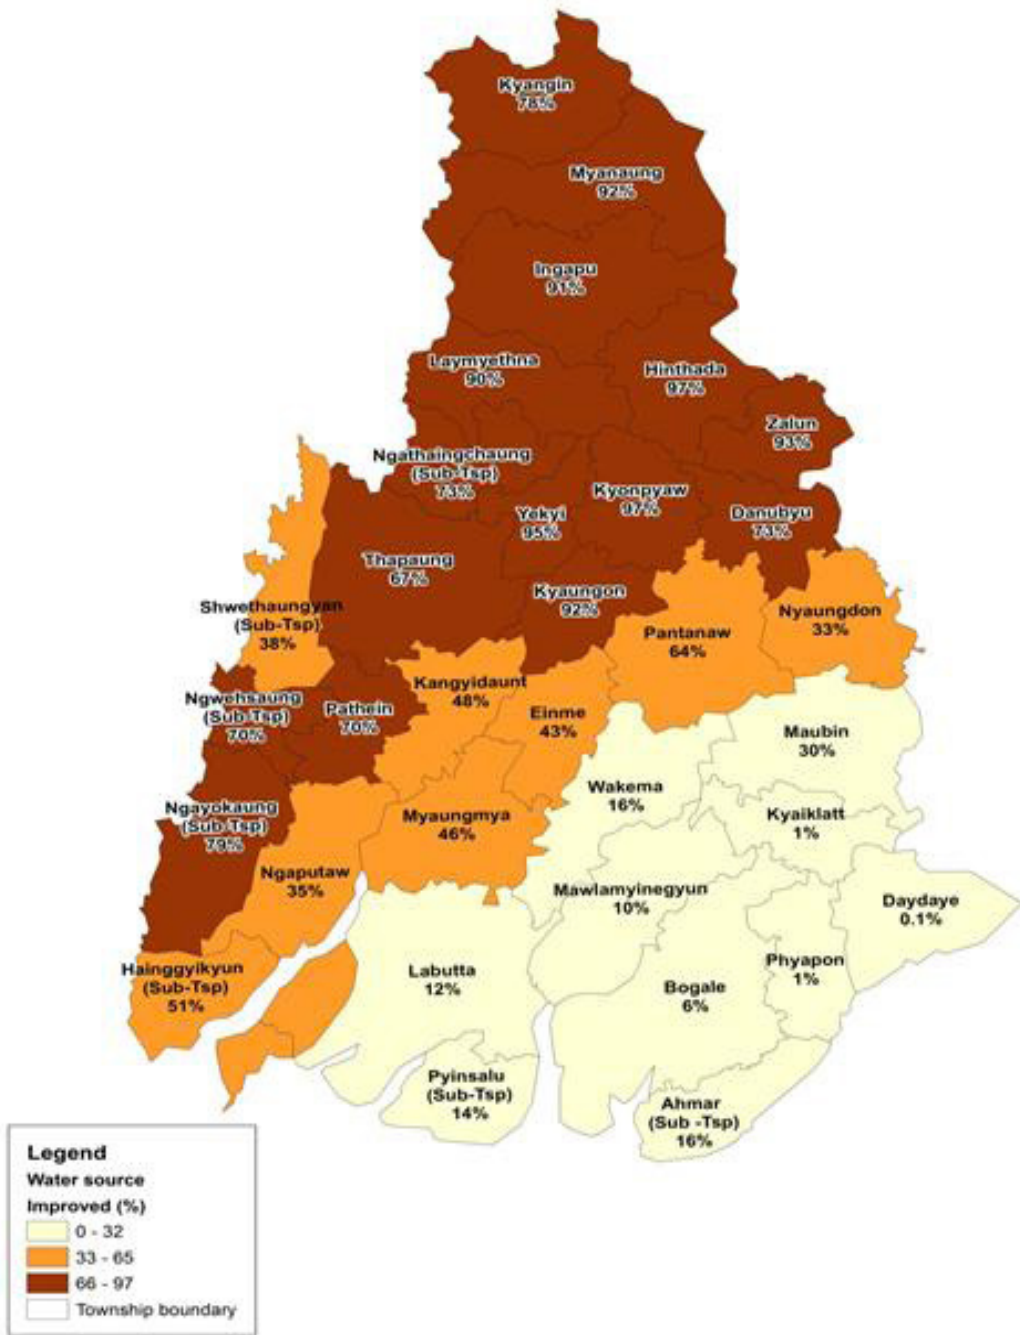 Kyangin
78%
Myanaung
92%
Ingapu
91%
Laymyethna
90%
Hinthada
97%
Zalun
93%
Ngathaingchaung
(Sub-Tsp)
73%
Yekyi
95%
Kyonpyaw
97%
Danubyu
73%
Thapaung
67%
Kyaungon
92%
Shwethaungyan
(Sub-Tsp)
38%
Pantanaw
64%
Nyaungdon
33%
Ngwehsaung
(Sub-Tsp)
70%
Pathein
70%
Kangyidaunt
48%
Einme
43%
Maubin
30%
Wakema
16%
Kyaiklatt
1%
Ngayokaung
(Sub-Tsp)
79%
Myaungmya
46%
Ngaputaw
35%
Mawlamyinegyun
10%
Daydaye
0.1%
Hainggyikyun
(Sub-Tsp)
51%
Labutta
12%
Bogale
6%
Phyapon
1%
Pyinsalu
(Sub-Tsp)
14%
Ahmar
(Sub -Tsp)
16%
Legend
Water source
Improved (%)
0 - 32
33 - 65
66 - 97
Township boundary